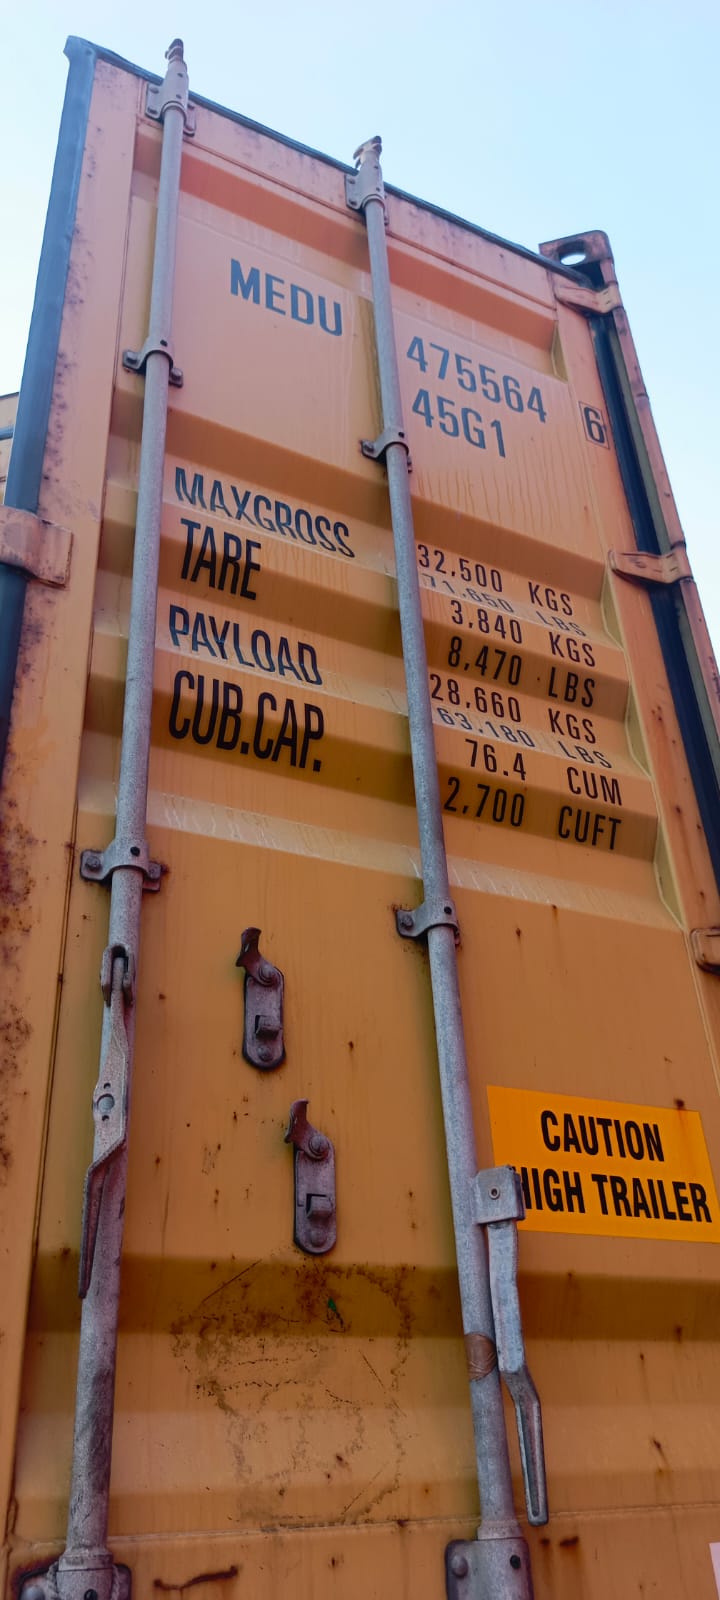 MEDU 475564 6
45G1
MAXGROSS 32,500 KGS
71,650 LBS
TARE 3,840 KGS
8,470 LBS
PAYLOAD 28,660 KGS
63,180 LBS
CUB.CAP. 76.4 CUM
2,700 CUFT
CAUTION
HIGH TRAILER